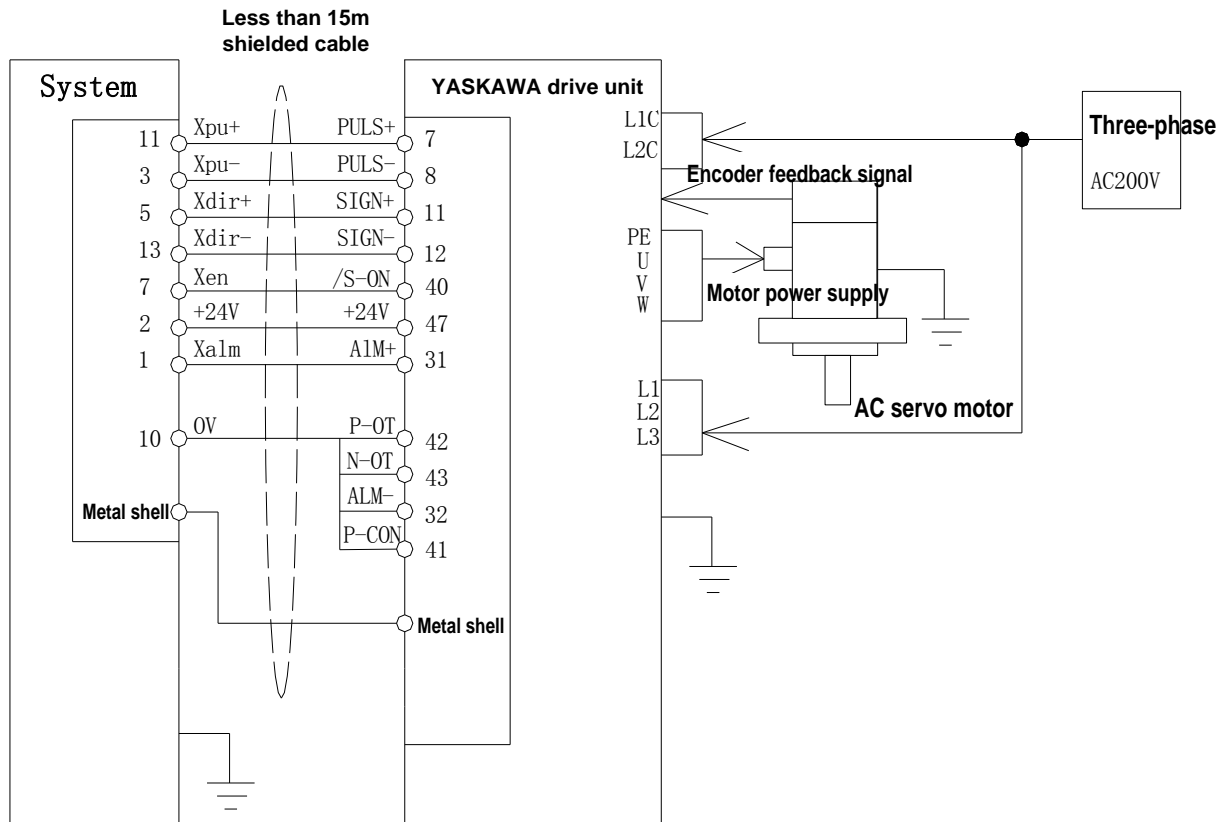 Less than 15m
shielded cable
System
YASKAWA drive unit
11 Xpu+ PULS+ 7
3 Xpu- PULS- 8
5 Xdir+ SIGN+ 11
13 Xdir- SIGN- 12
7 Xen /S-ON 40
2 +24V +24V 47
1 Xalm AlM+ 31
10 0V P-OT 42
N-OT 43
ALM- 32
P-CON 41
Metal shell
Metal shell
L1C
L2C
Encoder feedback signal
PE
U
V
W
Motor power supply
L1
L2
L3
AC servo motor
Three-phase
AC200V